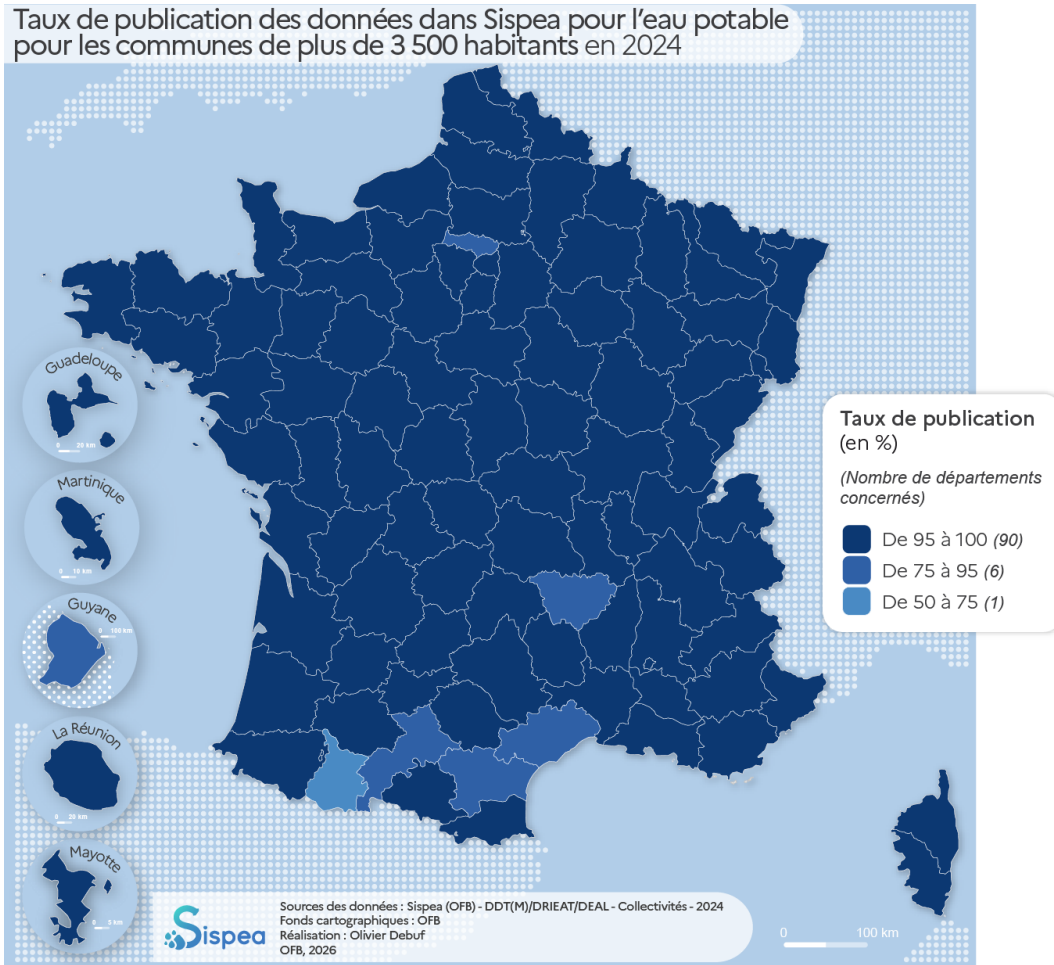 Taux de publication des données dans Sispea pour l'eau potable
pour les communes de plus de 3 500 habitants en 2024
Guadeloupe
0 20 km
Martinique
0 10 km
Guyane
0 100 km
La Réunion
0 20 km
Mayotte
0 5 km
Taux de publication
(en %)
(Nombre de départements
concernés)
De 95 à 100 (90)
De 75 à 95 (6)
De 50 à 75 (1)
Sispea
Sources des données : Sispea (OFB) - DDT(M)/DRIEAT/DEAL - Collectivités - 2024
Fonds cartographiques : OFB
Réalisation : Olivier Debuf
OFB, 2026
0 100 km